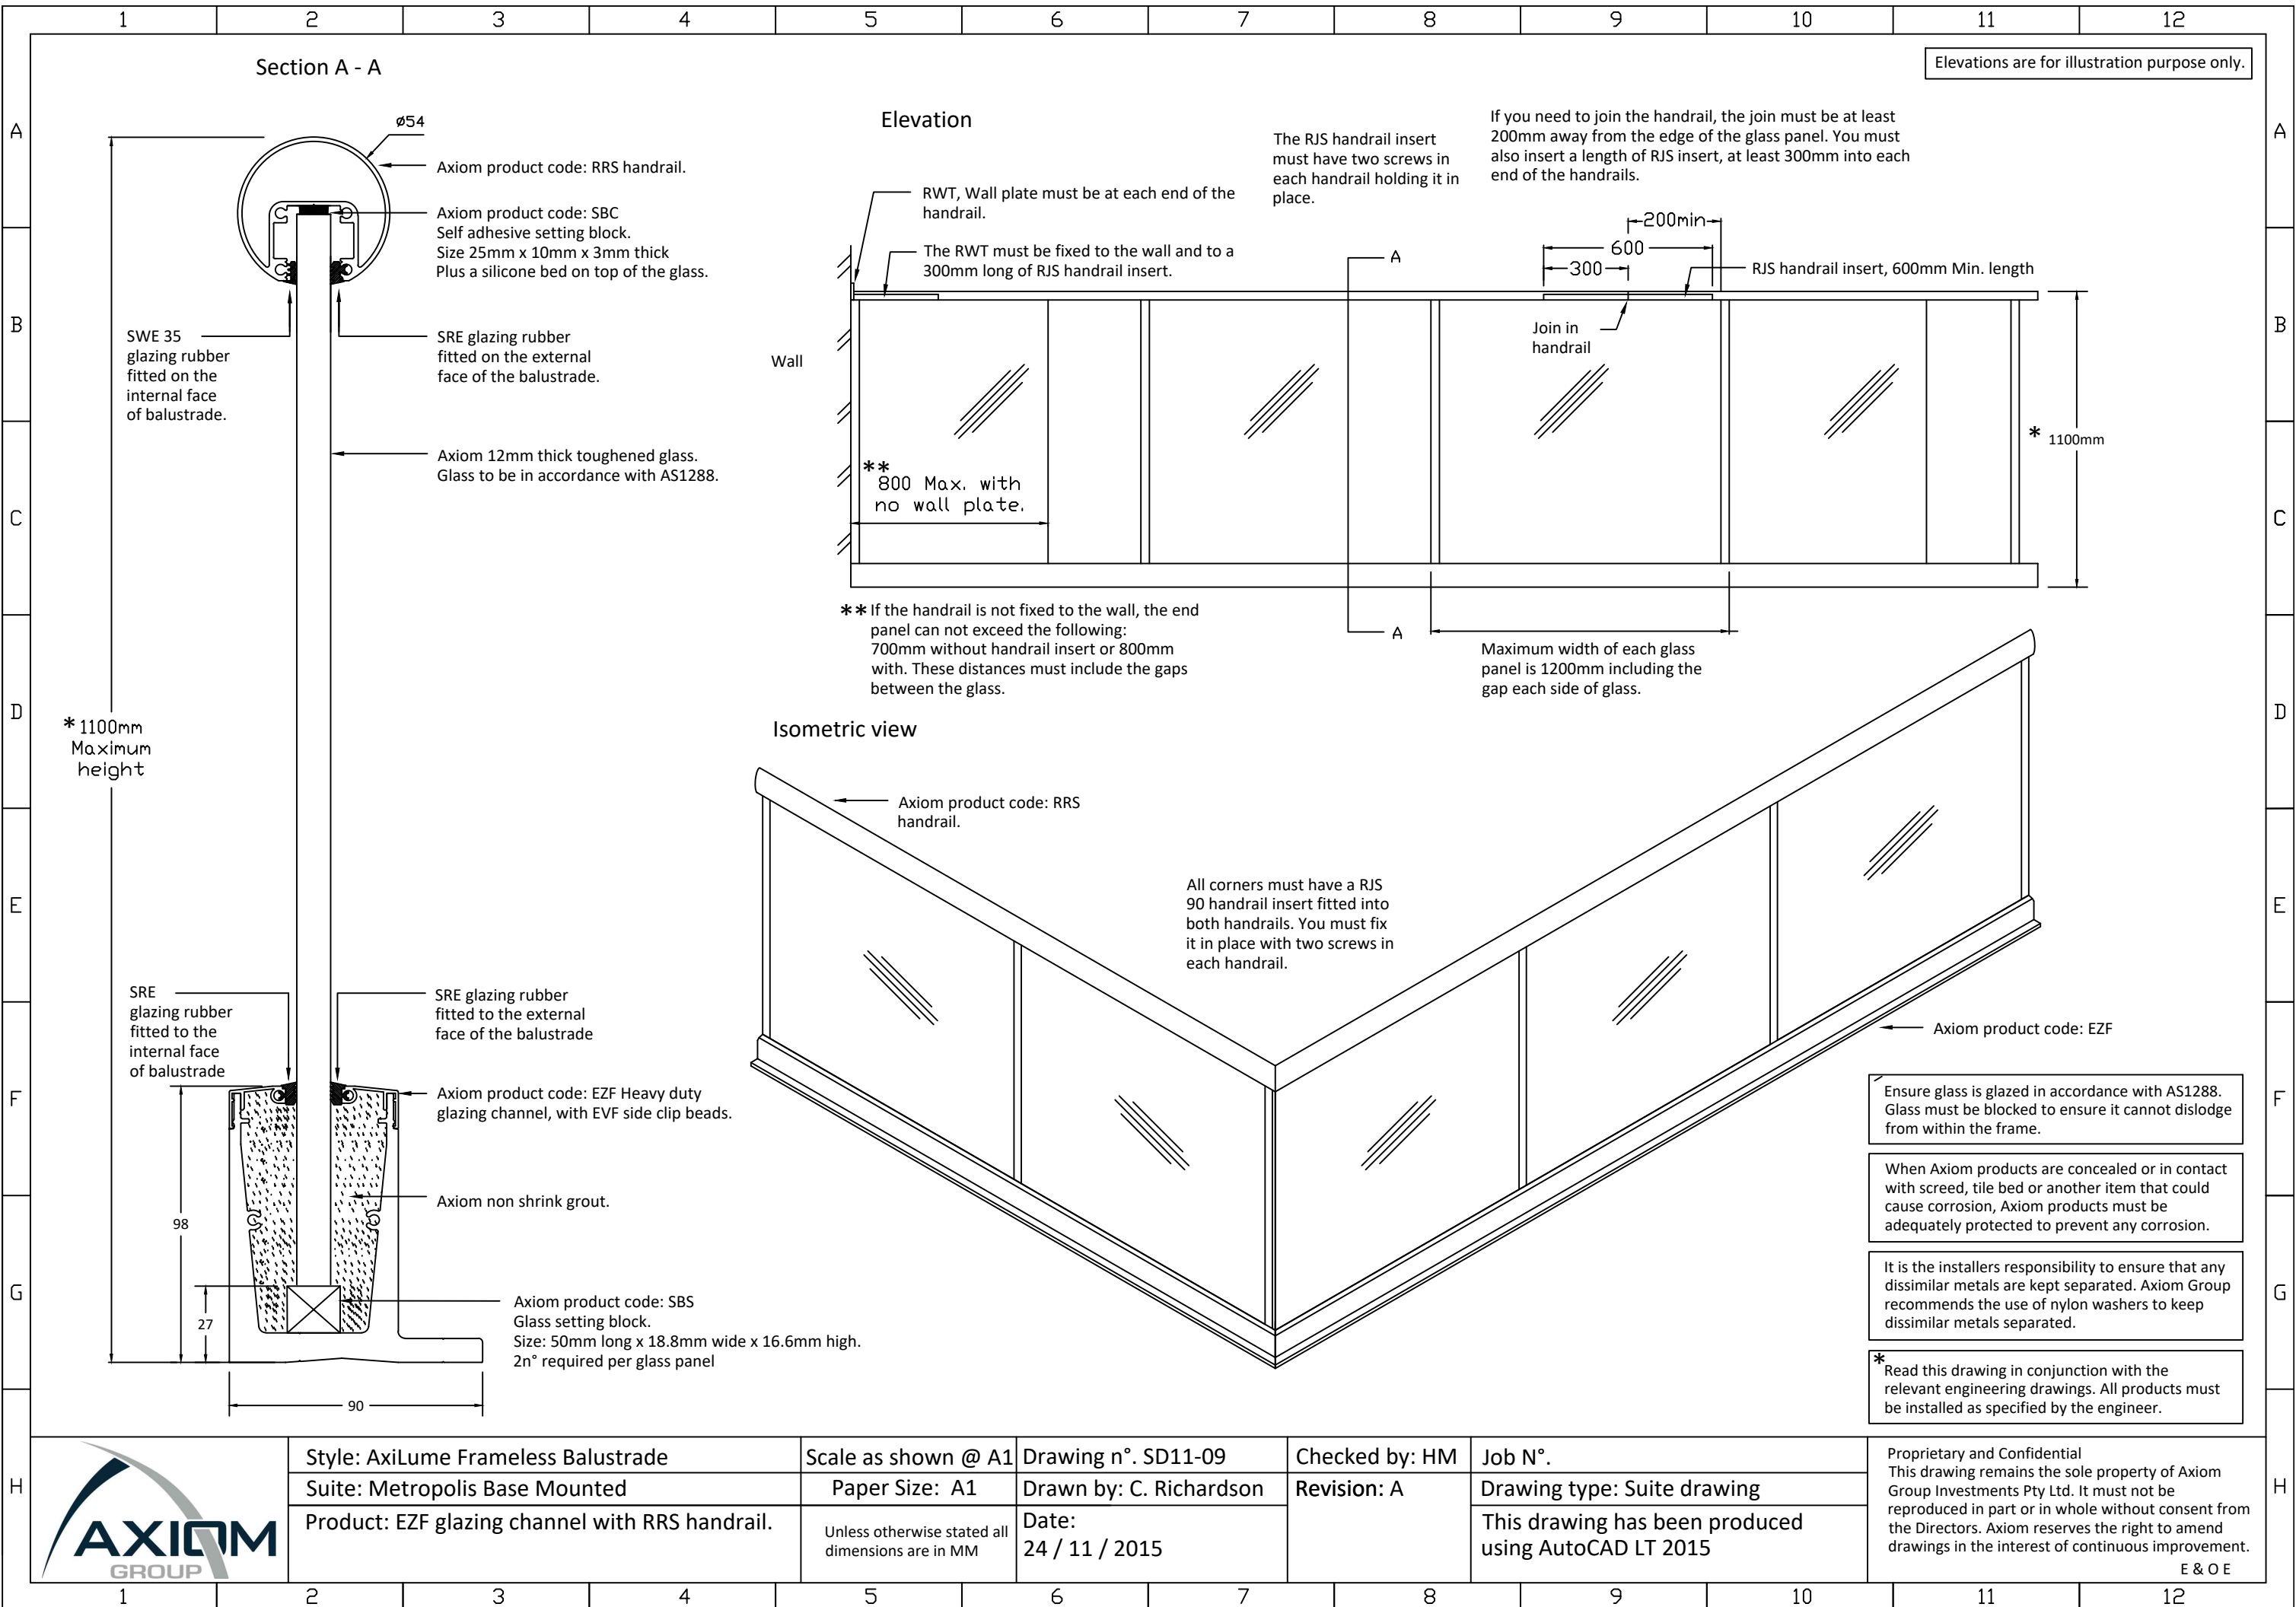 1 2 3 4 5 6 7 8 9 10 11 12
A
B
C
D
E
F
G
H
A
B
C
D
E
F
G
H
Section A - A
ø54
Axiom product code: RRS handrail.
Axiom product code: SBC
Self adhesive setting block.
Size 25mm x 10mm x 3mm thick
Plus a silicone bed on top of the glass.
SWE 35
glazing rubber
fitted on the
internal face
of balustrade.
SRE glazing rubber
fitted on the external
face of the balustrade.
Axiom 12mm thick toughened glass.
Glass to be in accordance with AS1288.
* 1100mm
Maximum
height
SRE
glazing rubber
fitted to the
internal face
of balustrade
SRE glazing rubber
fitted to the external
face of the balustrade
Axiom product code: EZF Heavy duty
glazing channel, with EVF side clip beads.
Axiom non shrink grout.
98
27
Axiom product code: SBS
Glass setting block.
Size: 50mm long x 18.8mm wide x 16.6mm high.
2n° required per glass panel
90
Elevations are for illustration purpose only.
Elevation
RWT, Wall plate must be at each end of the
handrail.
The RWT must be fixed to the wall and to a
300mm long of RJS handrail insert.
The RJS handrail insert
must have two screws in
each handrail holding it in
place.
If you need to join the handrail, the join must be at least
200mm away from the edge of the glass panel. You must
also insert a length of RJS insert, at least 300mm into each
end of the handrails.
200min
600
300
RJS handrail insert, 600mm Min. length
A
Join in
handrail
Wall
* 1100mm
**
800 Max. with
no wall plate.
A
** If the handrail is not fixed to the wall, the end
panel can not exceed the following:
700mm without handrail insert or 800mm
with. These distances must include the gaps
between the glass.
Maximum width of each glass
panel is 1200mm including the
gap each side of glass.
Isometric view
Axiom product code: RRS
handrail.
All corners must have a RJS
90 handrail insert fitted into
both handrails. You must fix
it in place with two screws in
each handrail.
Axiom product code: EZF
Ensure glass is glazed in accordance with AS1288.
Glass must be blocked to ensure it cannot dislodge
from within the frame.
When Axiom products are concealed or in contact
with screed, tile bed or another item that could
cause corrosion, Axiom products must be
adequately protected to prevent any corrosion.
It is the installers responsibility to ensure that any
dissimilar metals are kept separated. Axiom Group
recommends the use of nylon washers to keep
dissimilar metals separated.
* Read this drawing in conjunction with the
relevant engineering drawings. All products must
be installed as specified by the engineer.
AXIOM
GROUP
Style: AxiLume Frameless Balustrade
Suite: Metropolis Base Mounted
Product: EZF glazing channel with RRS handrail.
Scale as shown @ A1
Paper Size: A1
Unless otherwise stated all
dimensions are in MM
Drawing n°. SD11-09
Drawn by: C. Richardson
Date:
24 / 11 / 2015
Checked by: HM
Revision: A
Job N°.
Drawing type: Suite drawing
This drawing has been produced
using AutoCAD LT 2015
Proprietary and Confidential
This drawing remains the sole property of Axiom
Group Investments Pty Ltd. It must not be
reproduced in part or in whole without consent from
the Directors. Axiom reserves the right to amend
drawings in the interest of continuous improvement.
E & O E
1 2 3 4 5 6 7 8 9 10 11 12